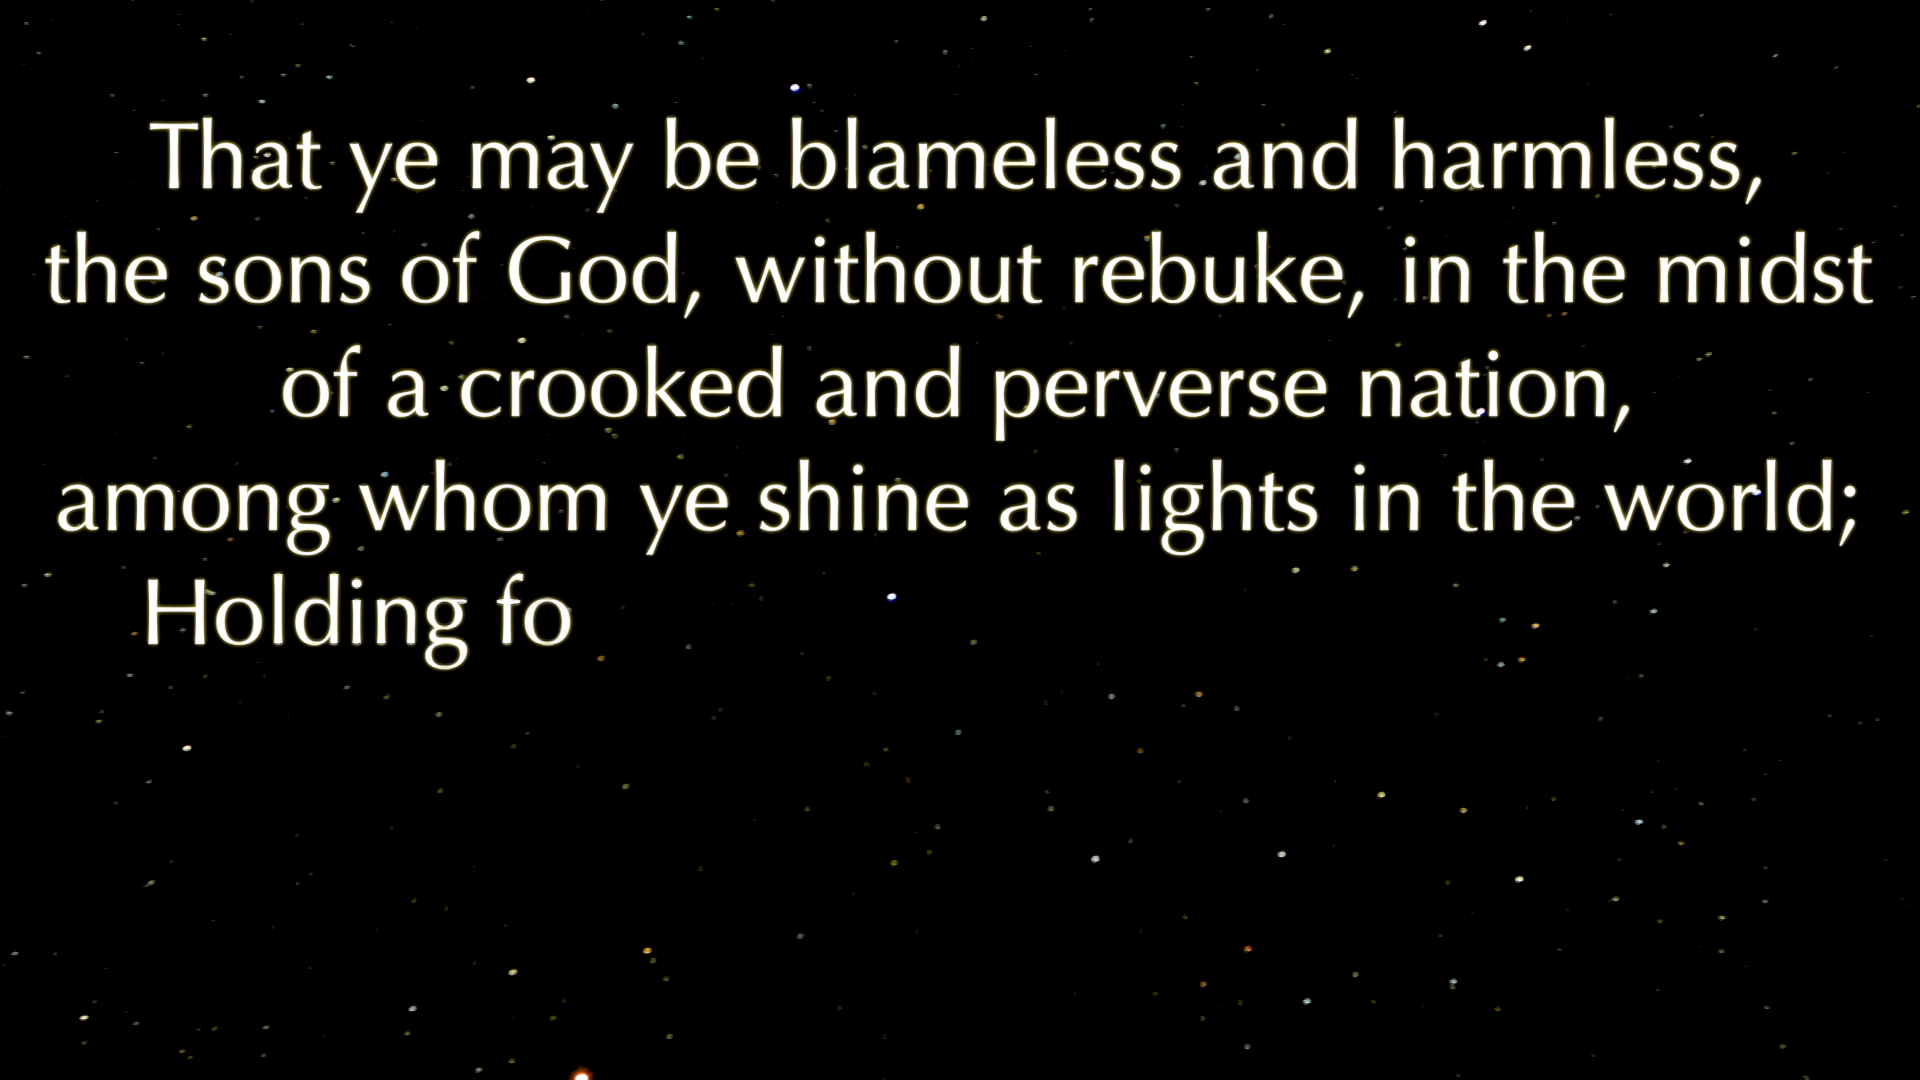 That ye may be blameless and harmless,
the sons of God, without rebuke, in the midst
of a crooked and perverse nation,
among whom ye shine as lights in the world;
Holding fo